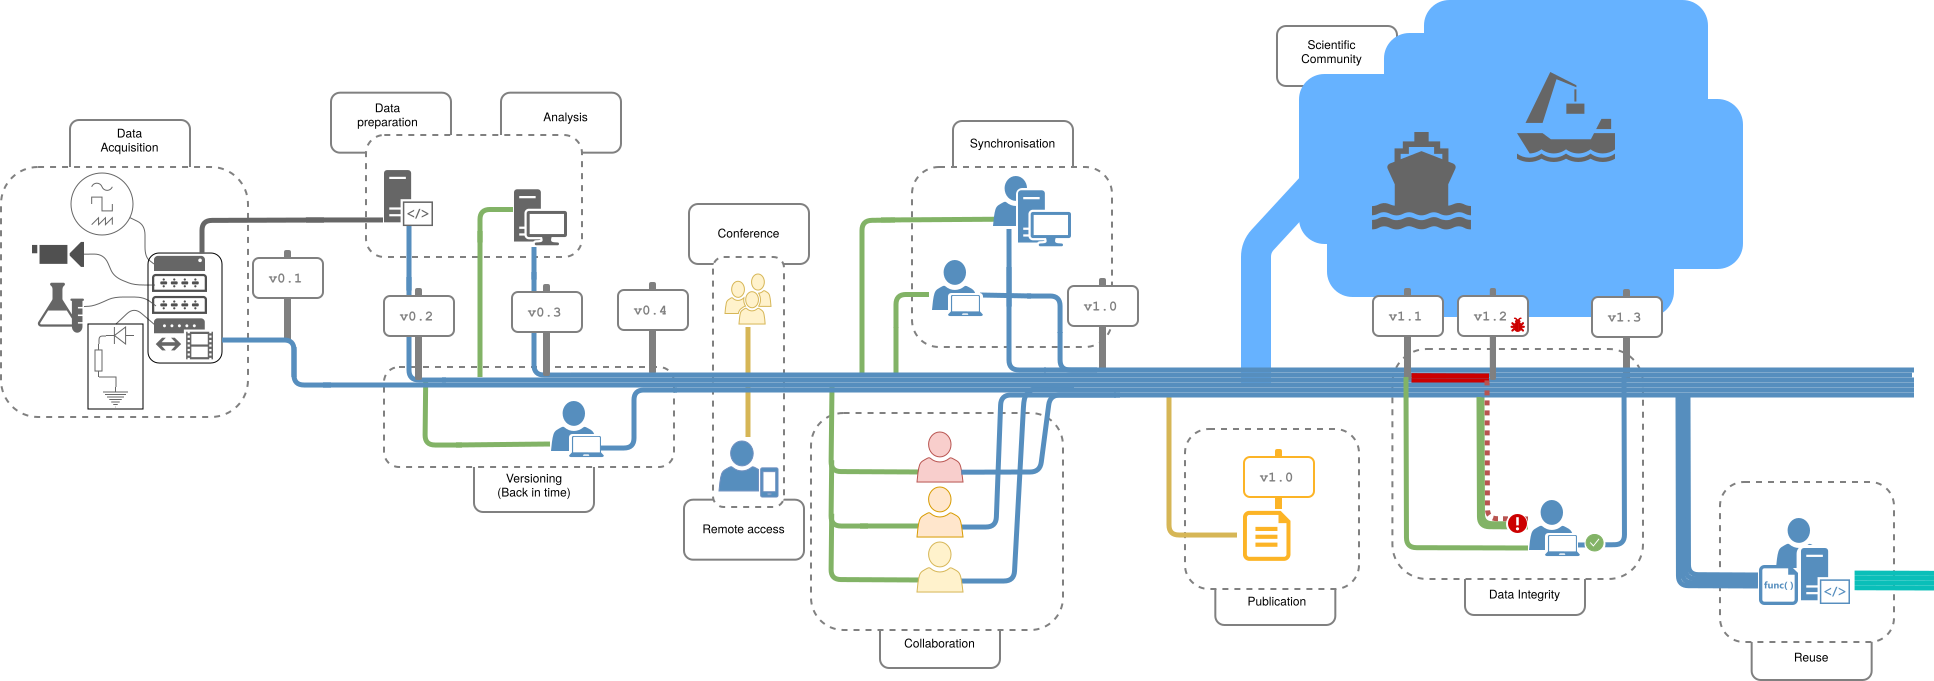 Data
Acquisition
v0.1
Data
preparation
Analysis
</>
v0.2
v0.3
v0.4
Versioning
(Back in time)
Conference
Remote access
Synchronisation
v1.0
Collaboration
Scientific
Community
Publication
v1.0
v1.1
v1.2
v1.3
!
Data Integrity
func()
</>
Reuse